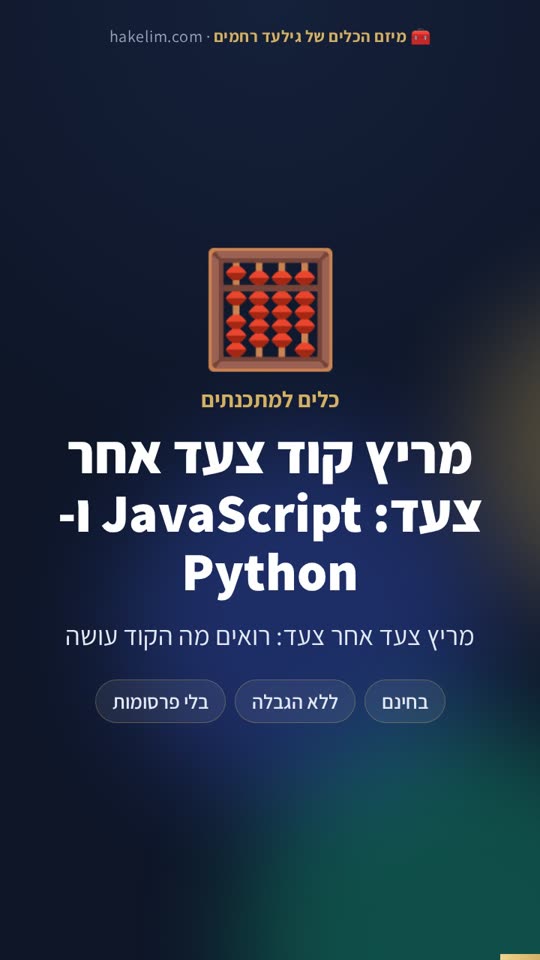 🧰 מיזם הכלים של גילעד רחמים · hakelim.com
כלים למתכנתים
מריץ קוד צעד אחר
צעד: JavaScript ו-
Python
מריץ צעד אחר צעד: רואים מה הקוד עושה
בחינם
ללא הגבלה
בלי פרסומות